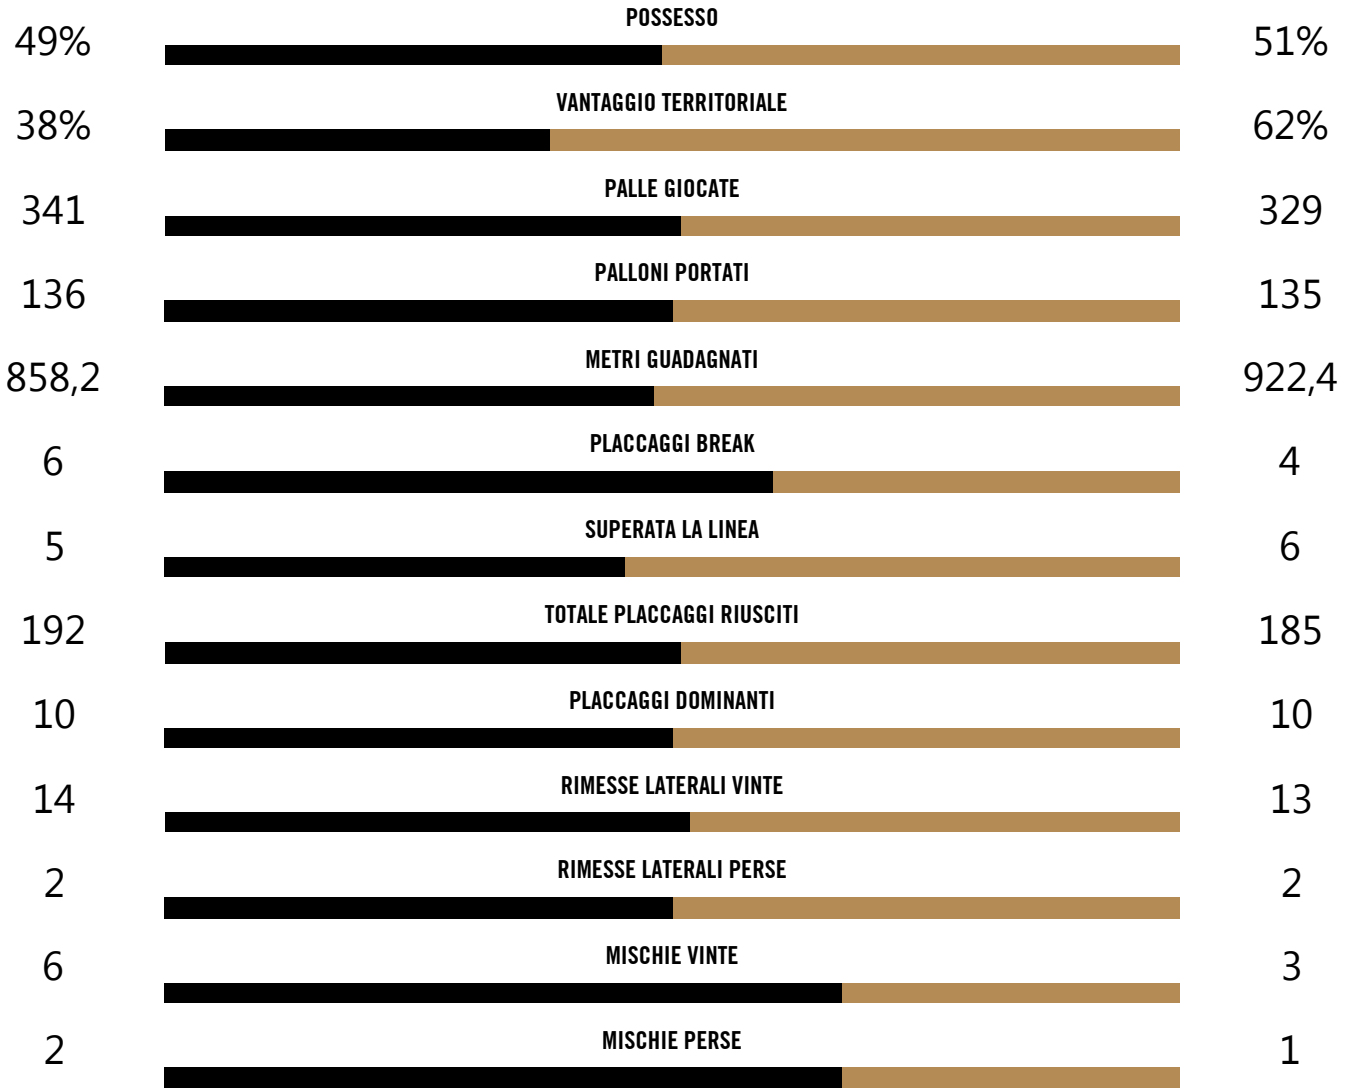 POSSESSO
49% 51%
VANTAGGIO TERRITORIALE
38% 62%
PALLE GIOCATE
341 329
PALLONI PORTATI
136 135
METRI GUADAGNATI
858,2 922,4
PLACCAGGI BREAK
6 4
SUPERATA LA LINEA
5 6
TOTALE PLACCAGGI RIUSCITI
192 185
PLACCAGGI DOMINANTI
10 10
RIMESSE LATERALI VINTE
14 13
RIMESSE LATERALI PERSE
2 2
MISCHIE VINTE
6 3
MISCHIE PERSE
2 1